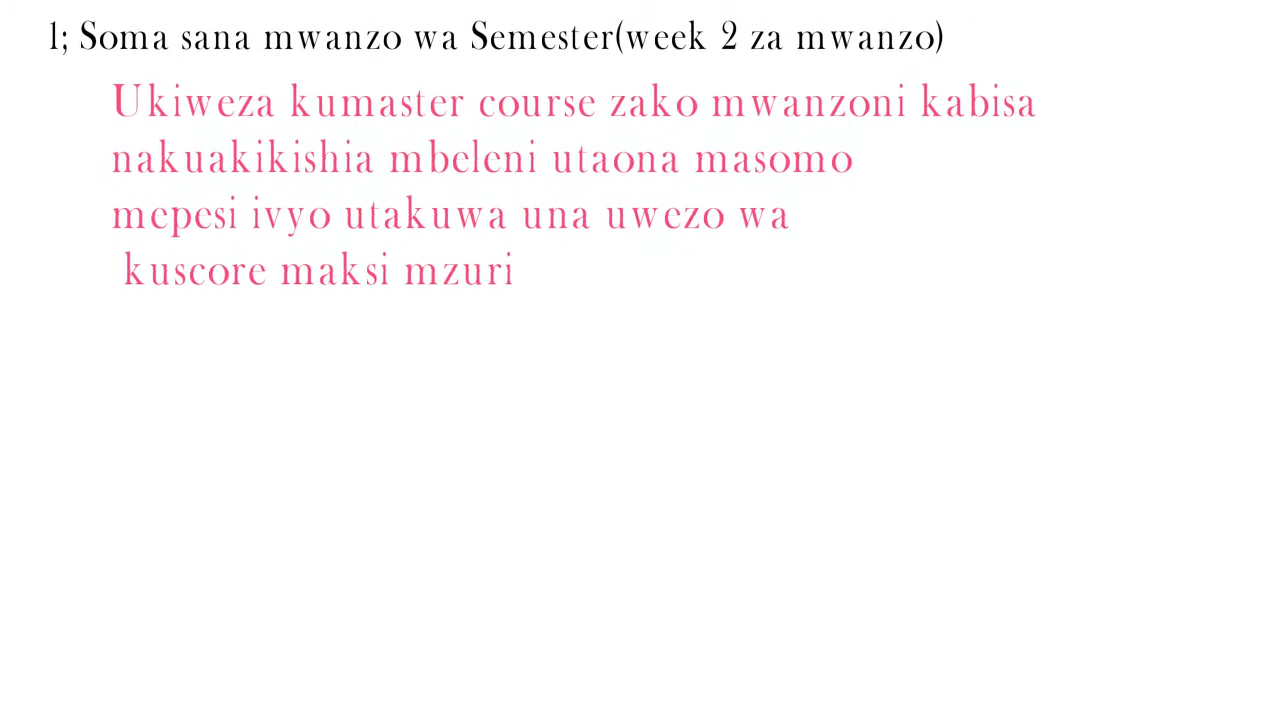 1; Soma sana mwanzo wa Semester(week 2 za mwanzo)
Ukiweza kumaster course zako mwanzoni kabisa
nakuakikishia mbeleni utaona masomo
mepesi ivyo utakuwa una uwezo wa
kuscore maksi mzuri